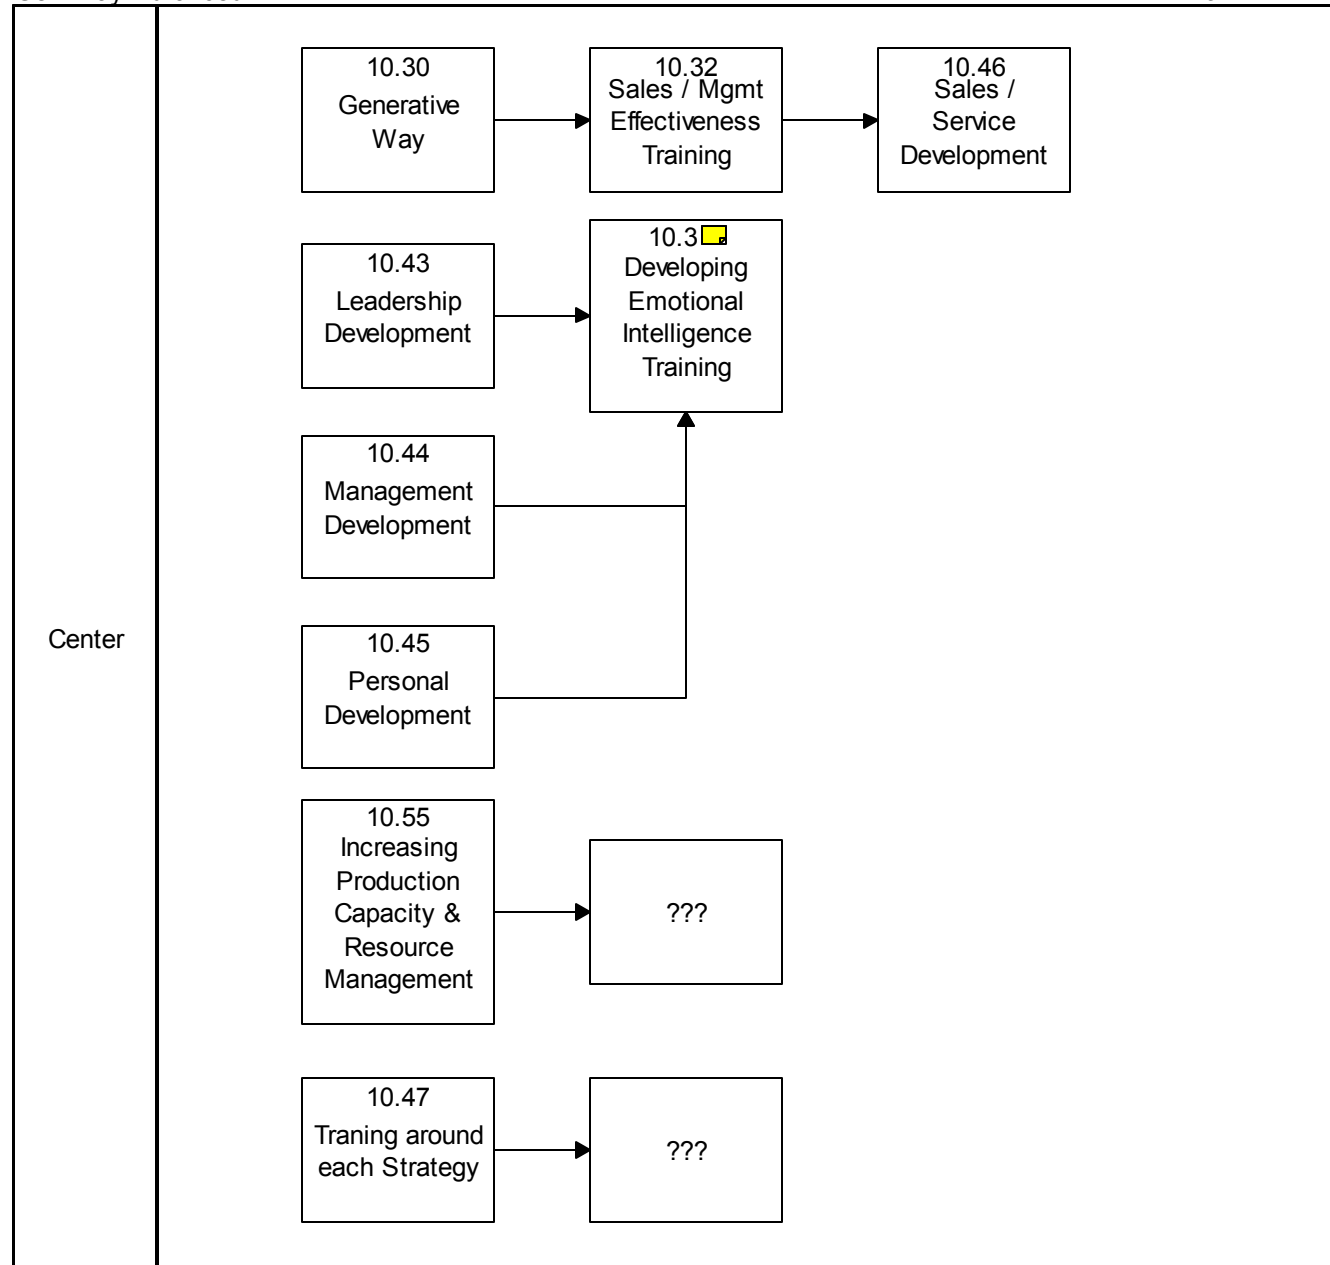 10.30
Generative
Way
10.32
Sales / Mgmt
Effectiveness
Training
10.46
Sales /
Service
Development
10.43
Leadership
Development
10.3
Developing
Emotional
Intelligence
Training
10.44
Management
Development
Center
10.45
Personal
Development
10.55
Increasing
Production
Capacity &
Resource
Management
???
10.47
Traning around
each Strategy
???